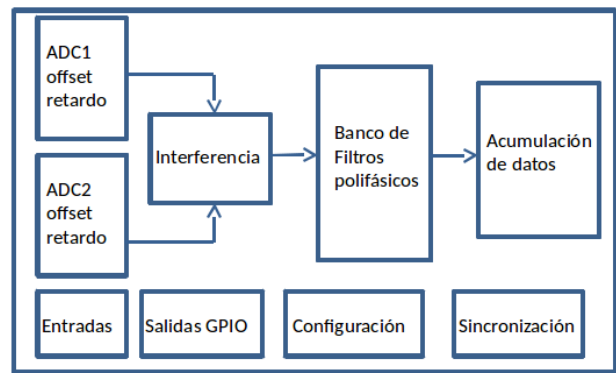 ADC1
offset
retardo
ADC2
offset
retardo
Interferencia
Banco de
Filtros
polifásicos
Acumulación
de datos
Entradas
Salidas GPIO
Configuración
Sincronización